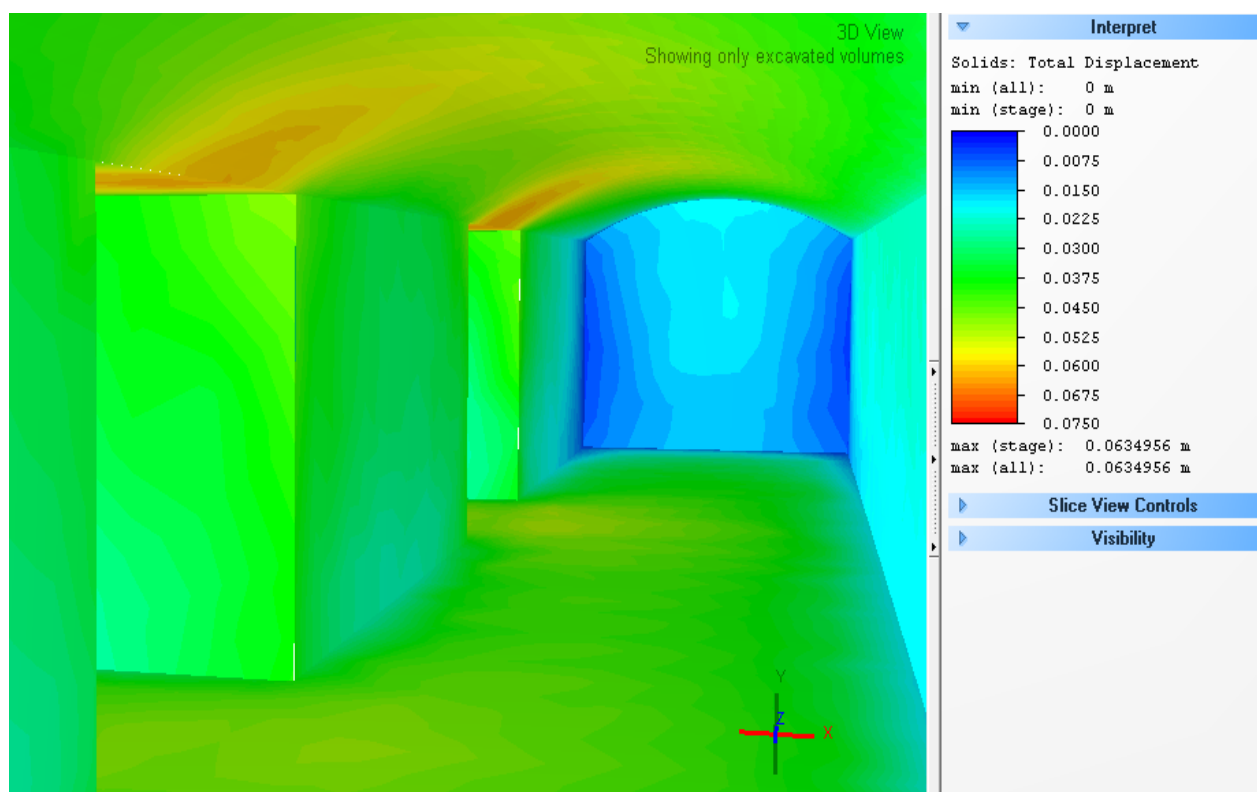 3D View
Showing only excavated volumes
Y
Z
X
Interpret
Solids: Total Displacement
min (all): 0 m
min (stage): 0 m
0.0000
0.0075
0.0150
0.0225
0.0300
0.0375
0.0450
0.0525
0.0600
0.0675
0.0750
max (stage): 0.0634956 m
max (all): 0.0634956 m
Slice View Controls
Visibility